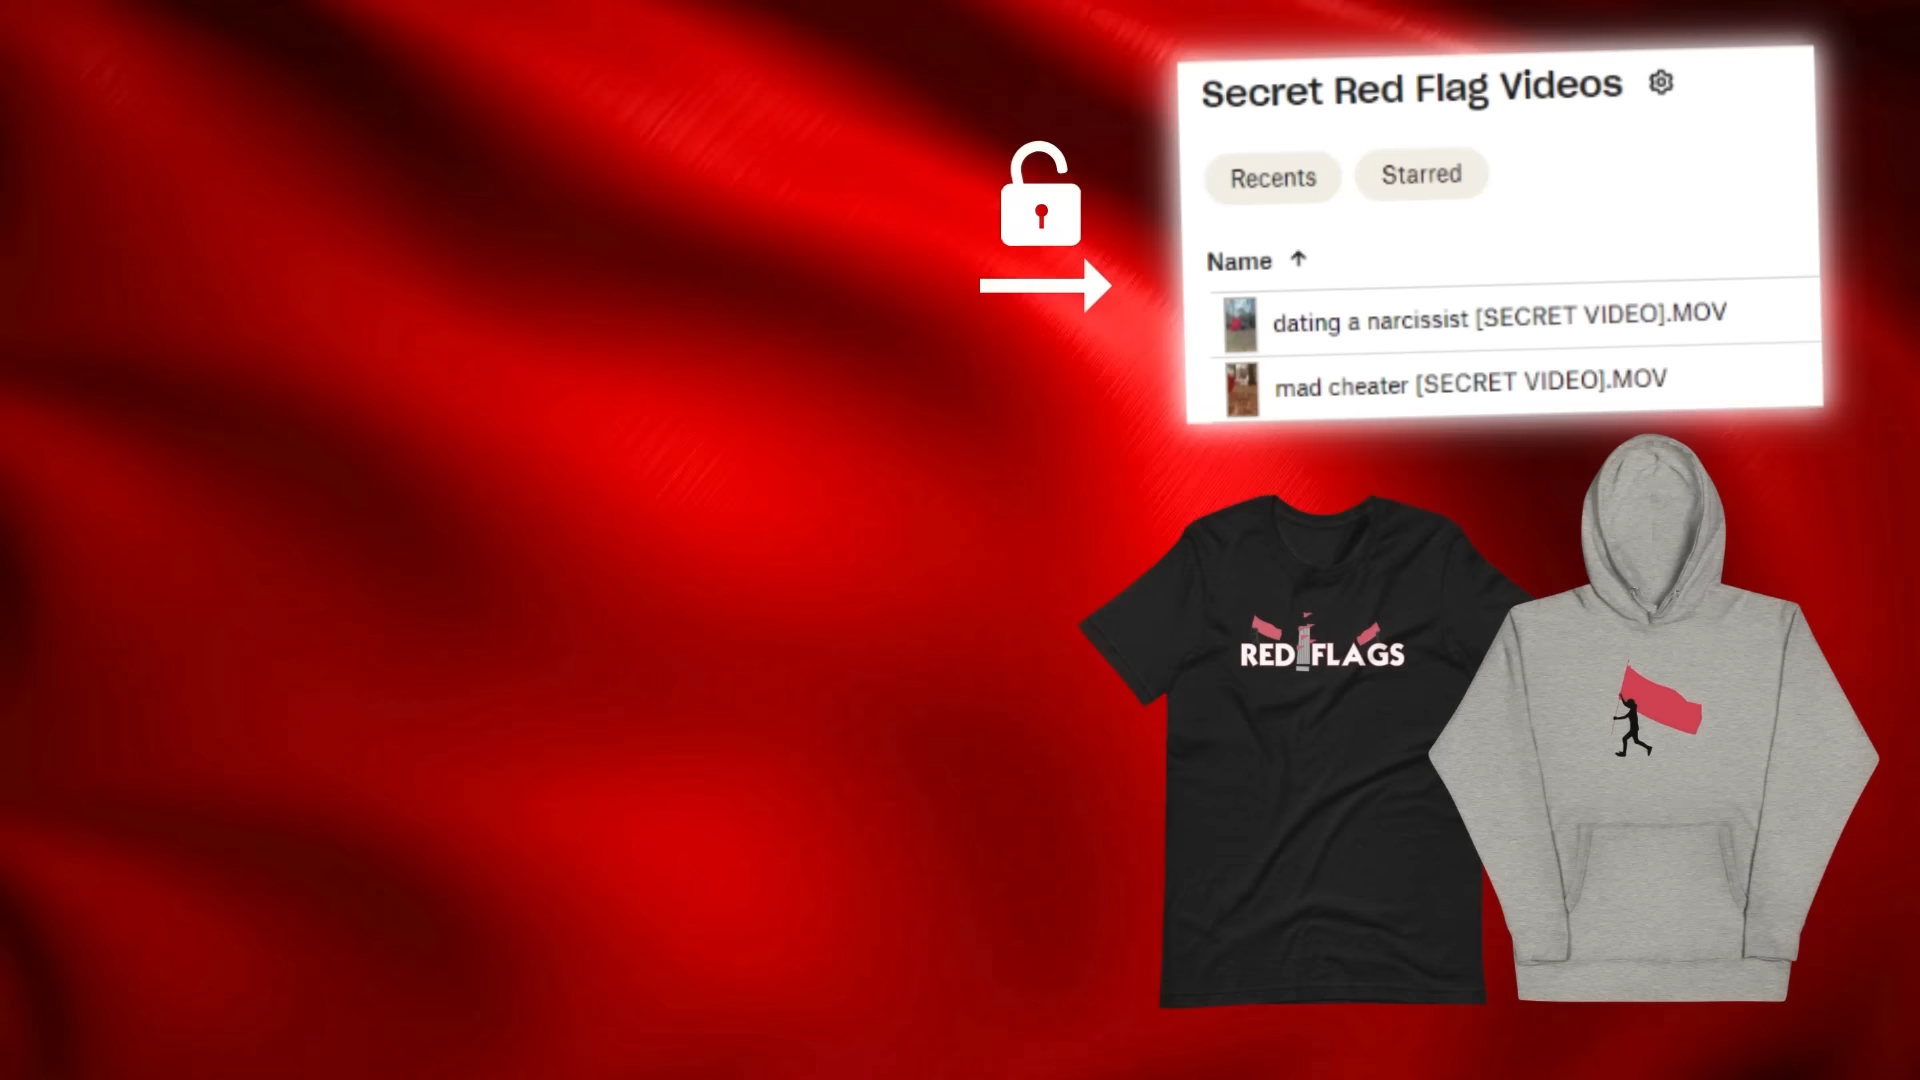 Secret Red Flag Videos
Recents Starred
Name
dating a narcissist [SECRET VIDEO].MOV
mad cheater [SECRET VIDEO].MOV
RED FLAGS